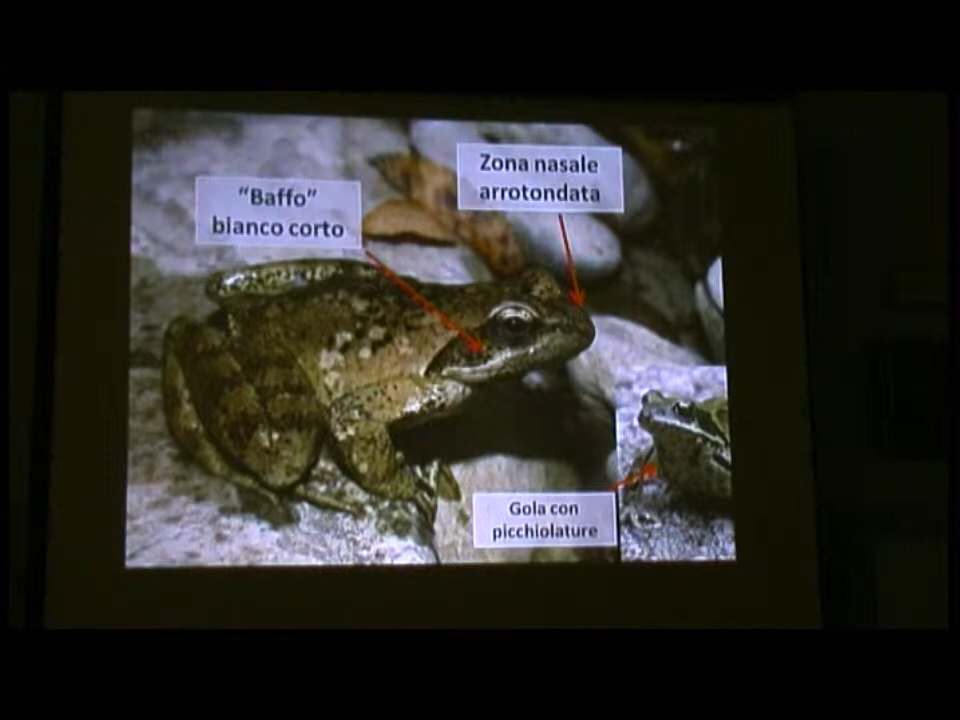 Zona nasale
arrotondata
“Baffo”
bianco corto
Gola con
picchiolature